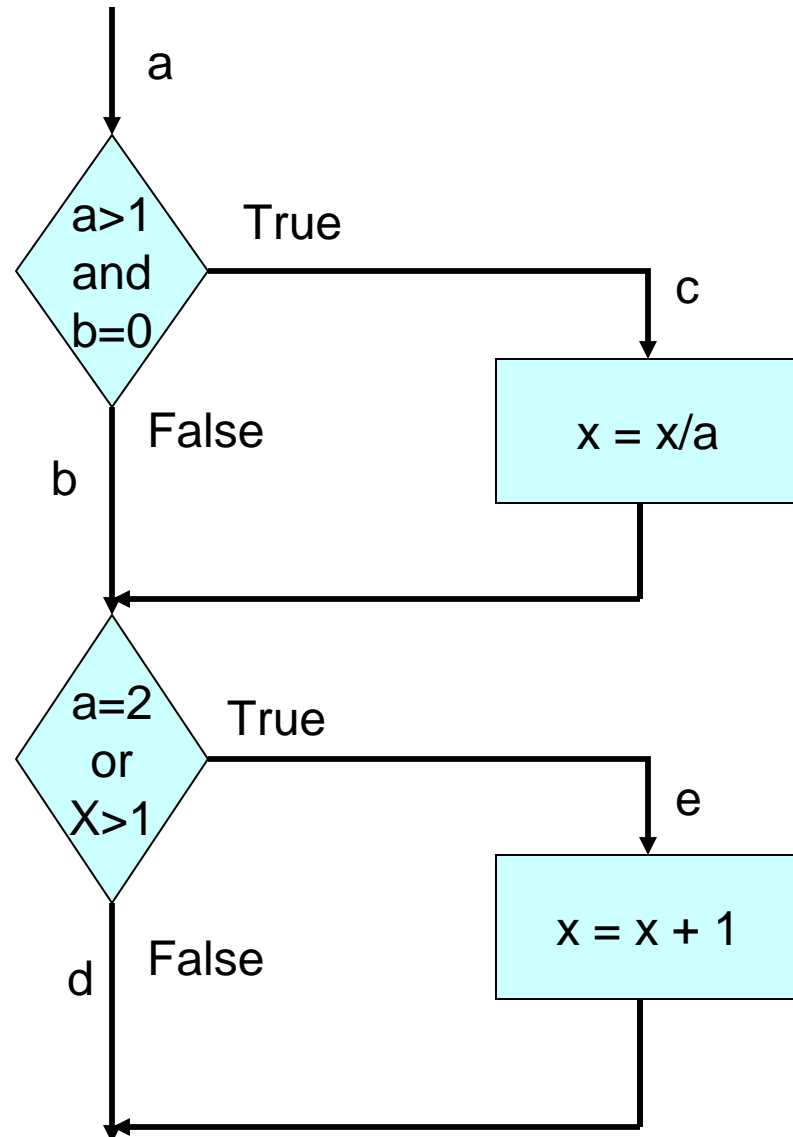 a
a>1
and
b=0
True
c
x = x/a
False
b
a=2
or
X>1
True
e
x = x + 1
False
d